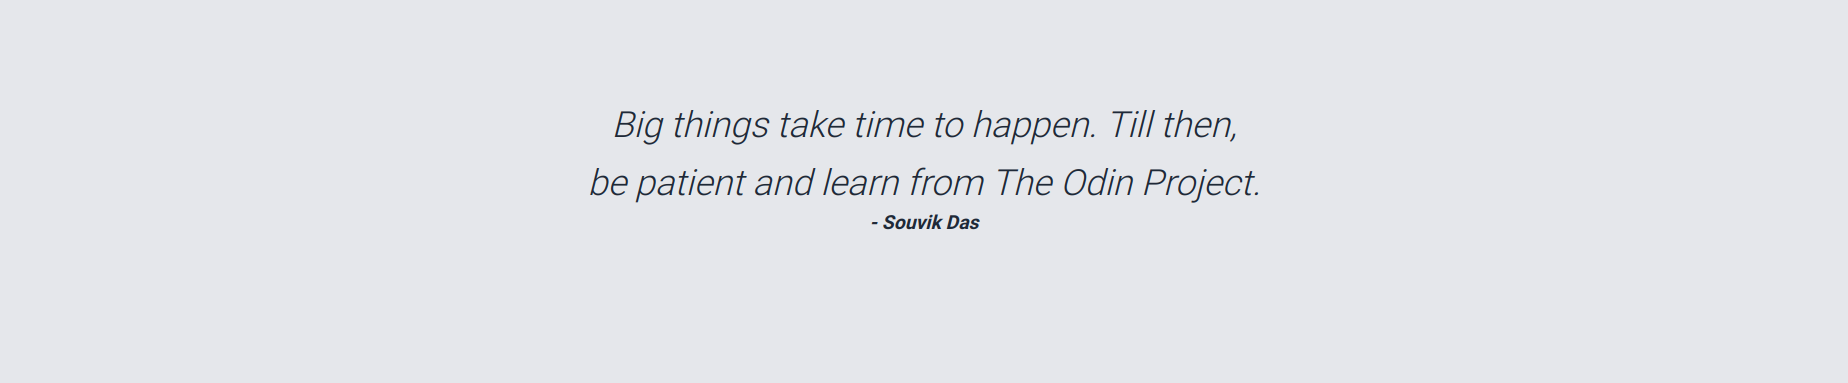 Big things take time to happen. Till then,
be patient and learn from The Odin Project.
- Souvik Das